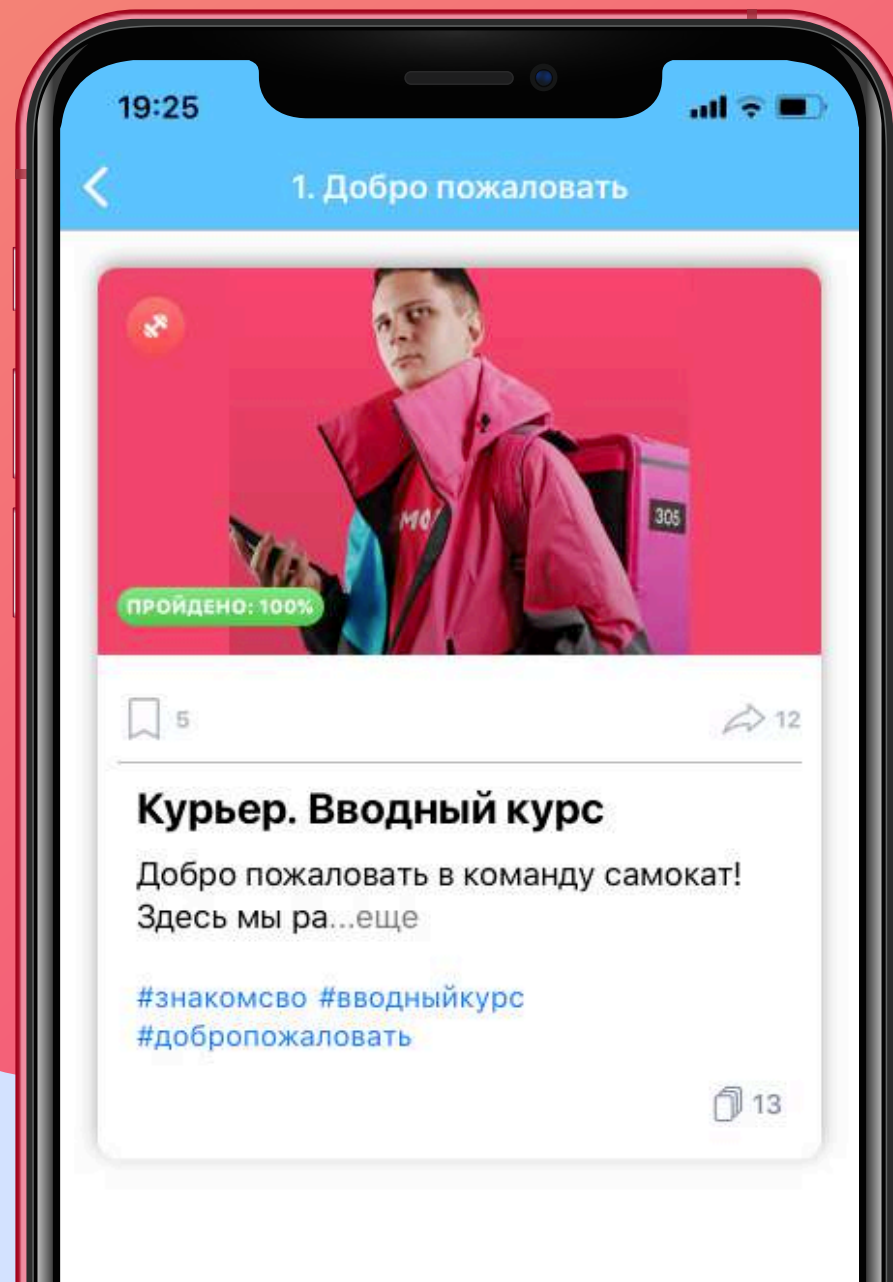 19:25
1. Добро пожаловать
305
ПРОЙДЕНО: 100%
5
12
Курьер. Вводный курс
Добро пожаловать в команду самокат!
Здесь мы ра...еще
#знакомсво #вводныйкурс
#добропожаловать
13